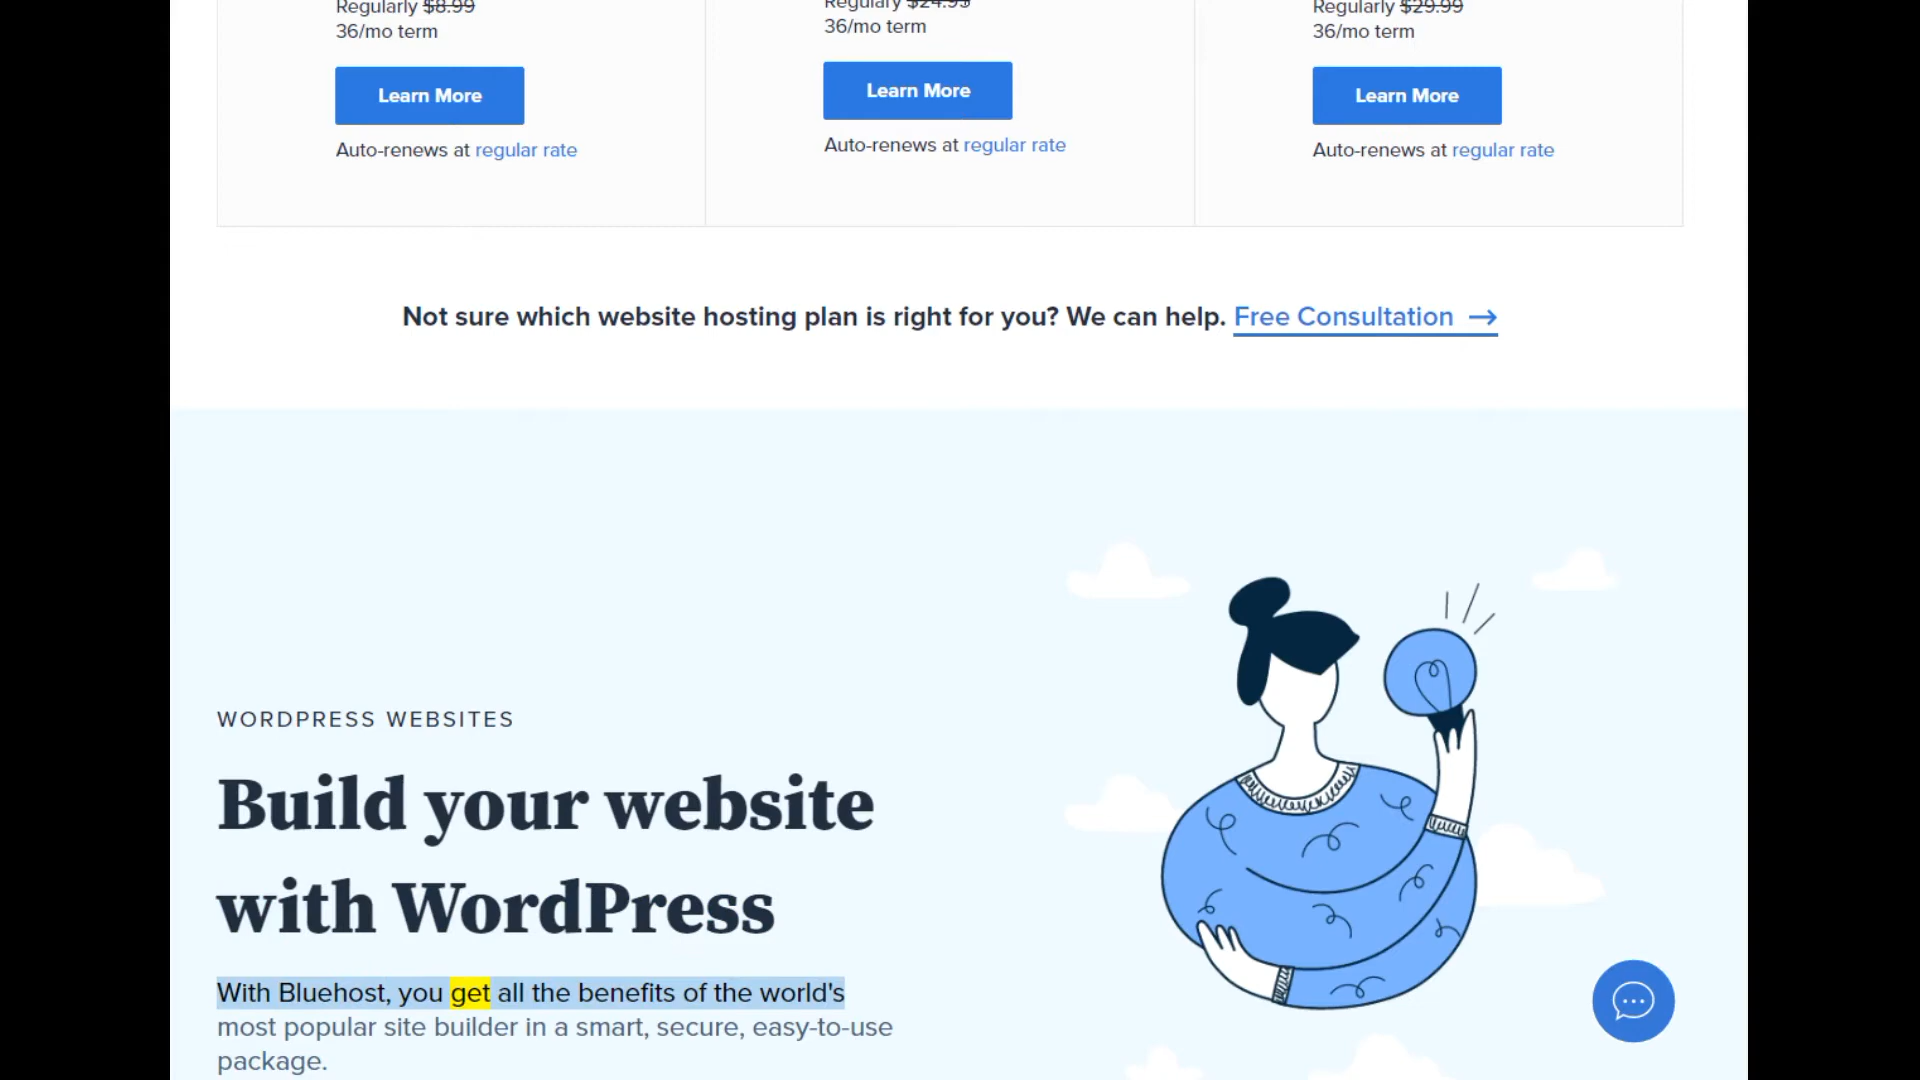 Regularly $8.99
36/mo term
Learn More
Auto-renews at regular rate
Regulary $24.95
36/mo term
Learn More
Auto-renews at regular rate
Regularly $29.99
36/mo term
Learn More
Auto-renews at regular rate
Not sure which website hosting plan is right for you? We can help. Free Consultation →
WORDPRESS WEBSITES
Build your website
with WordPress
With Bluehost, you get all the benefits of the world's
most popular site builder in a smart, secure, easy-to-use
package.